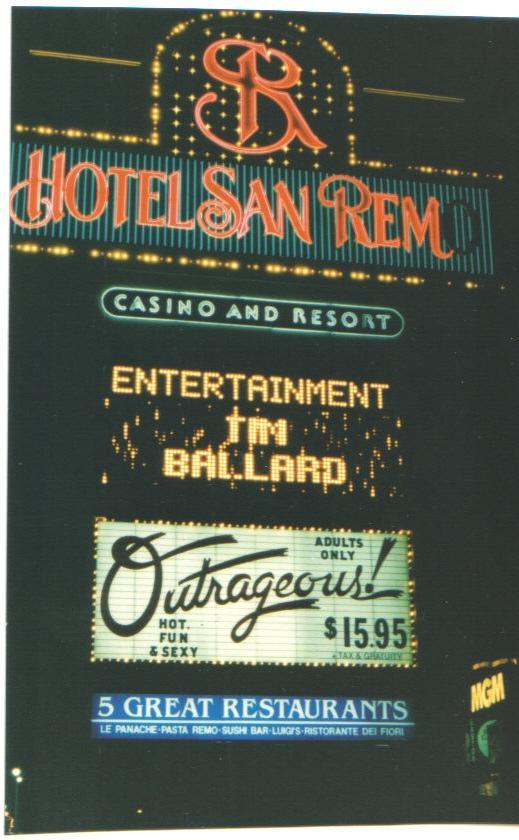 R
HOTEL SAN REMO
CASINO AND RESORT
ENTERTAINMENT
TIM
BALLARD
Outrageous!
ADULTS
ONLY
HOT,
FUN
& SEXY
$15.95
+TAX & GRATUITY
5 GREAT RESTAURANTS
LE PANACHE·PASTA REMO·SUSHI BAR·LUIGI'S·RISTORANTE DEI FIORI
MGM